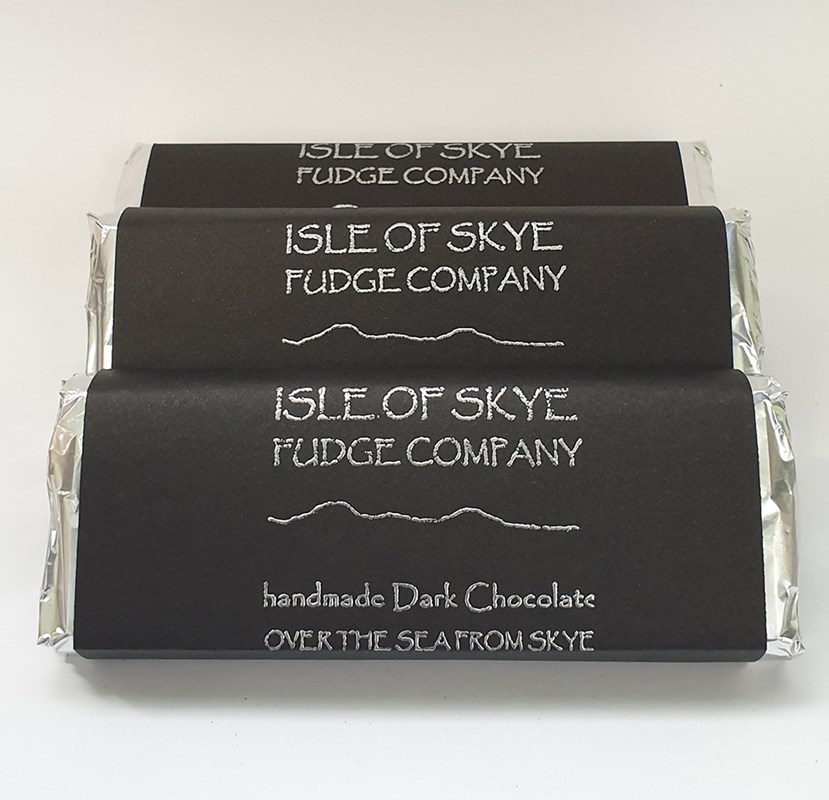 ISLE OF SKYE
FUDGE COMPANY
ISLE OF SKYE
FUDGE COMPANY
ISLE OF SKYE
FUDGE COMPANY
handmade Dark Chocolate
OVER THE SEA FROM SKYE